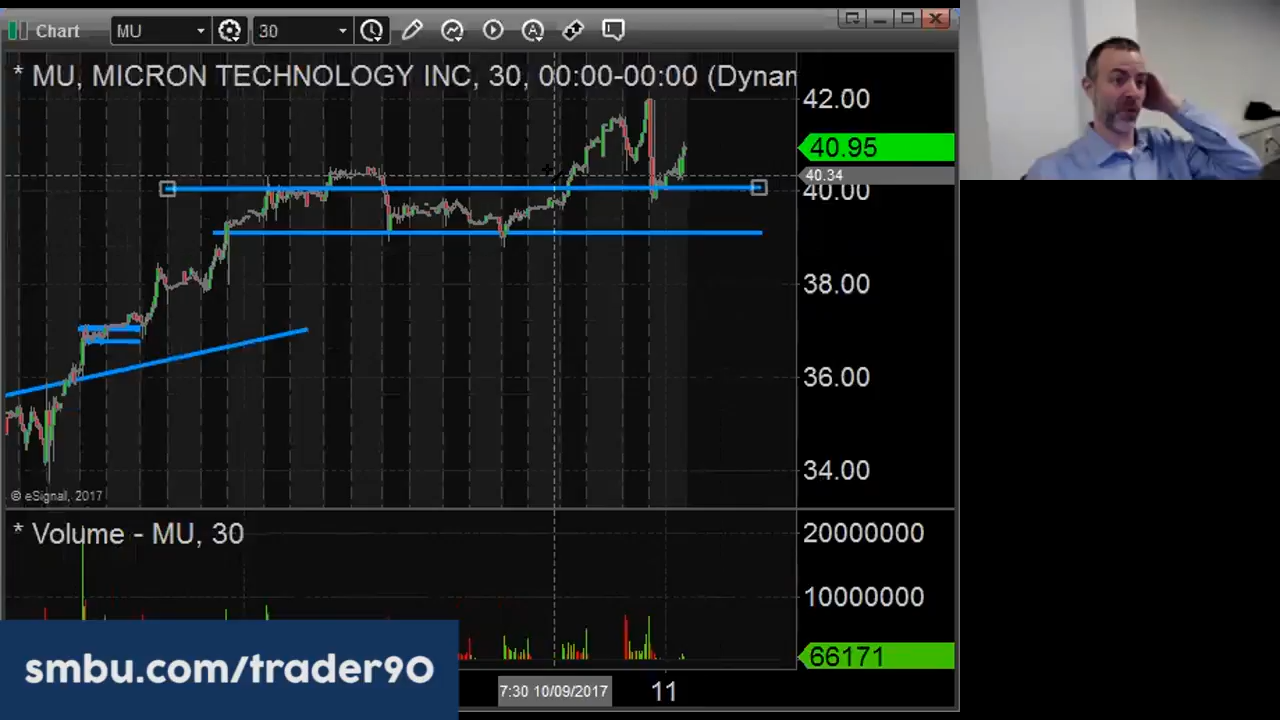 Chart MU 30
* MU, MICRON TECHNOLOGY INC, 30, 00:00-00:00 (Dynam
42.00
40.95
40.34
40.00
38.00
36.00
34.00
© eSignal, 2017
* Volume - MU, 30
20000000
10000000
66171
smbu.com/trader90
7:30 10/09/2017
11